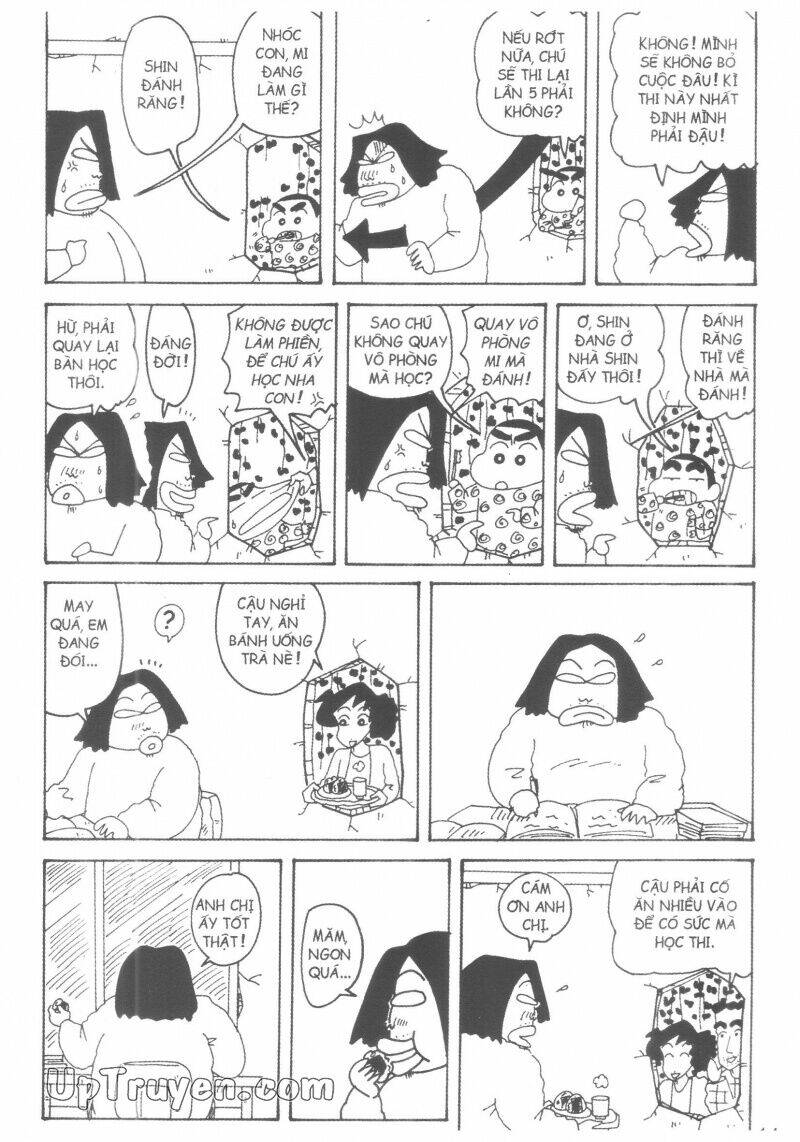 KHÔNG! MÌNH
SẼ KHÔNG BỎ
CUỘC ĐÂU! KÌ
THI NÀY NHẤT
ĐỊNH MÌNH
PHẢI ĐẬU!
NẾU RỚT
NỮA, CHÚ
SẼ THI LẠI
LẦN 5 PHẢI
KHÔNG?
NHÓC
CON, MI
ĐANG
LÀM GÌ
THẾ?
SHIN
ĐÁNH
RĂNG!
ĐÁNH
RĂNG
THÌ VỀ
NHÀ MÀ
ĐÁNH!
Ơ, SHIN
ĐANG Ở
NHÀ SHIN
ĐẤY THÔI!
QUAY VÔ
PHÒNG
MI MÀ
ĐÁNH!
SAO CHÚ
KHÔNG QUAY
VÔ PHÒNG
MÀ HỌC?
KHÔNG ĐƯỢC
LÀM PHIỀN,
ĐỂ CHÚ ẤY
HỌC NHA
CON!
ĐÁNG
ĐỜI!
HỪ, PHẢI
QUAY LẠI
BÀN HỌC
THÔI.
CẬU NGHỈ
TAY, ĂN
BÁNH UỐNG
TRÀ NÈ!
?
MAY
QUÁ, EM
ĐANG
ĐÓI...
CẬU PHẢI CỐ
ĂN NHIỀU VÀO
ĐỂ CÓ SỨC MÀ
HỌC THI.
CÁM
ƠN ANH
CHỊ.
MĂM,
NGON
QUÁ...
ANH CHỊ
ẤY TỐT
THẬT!
UpTruyen.com